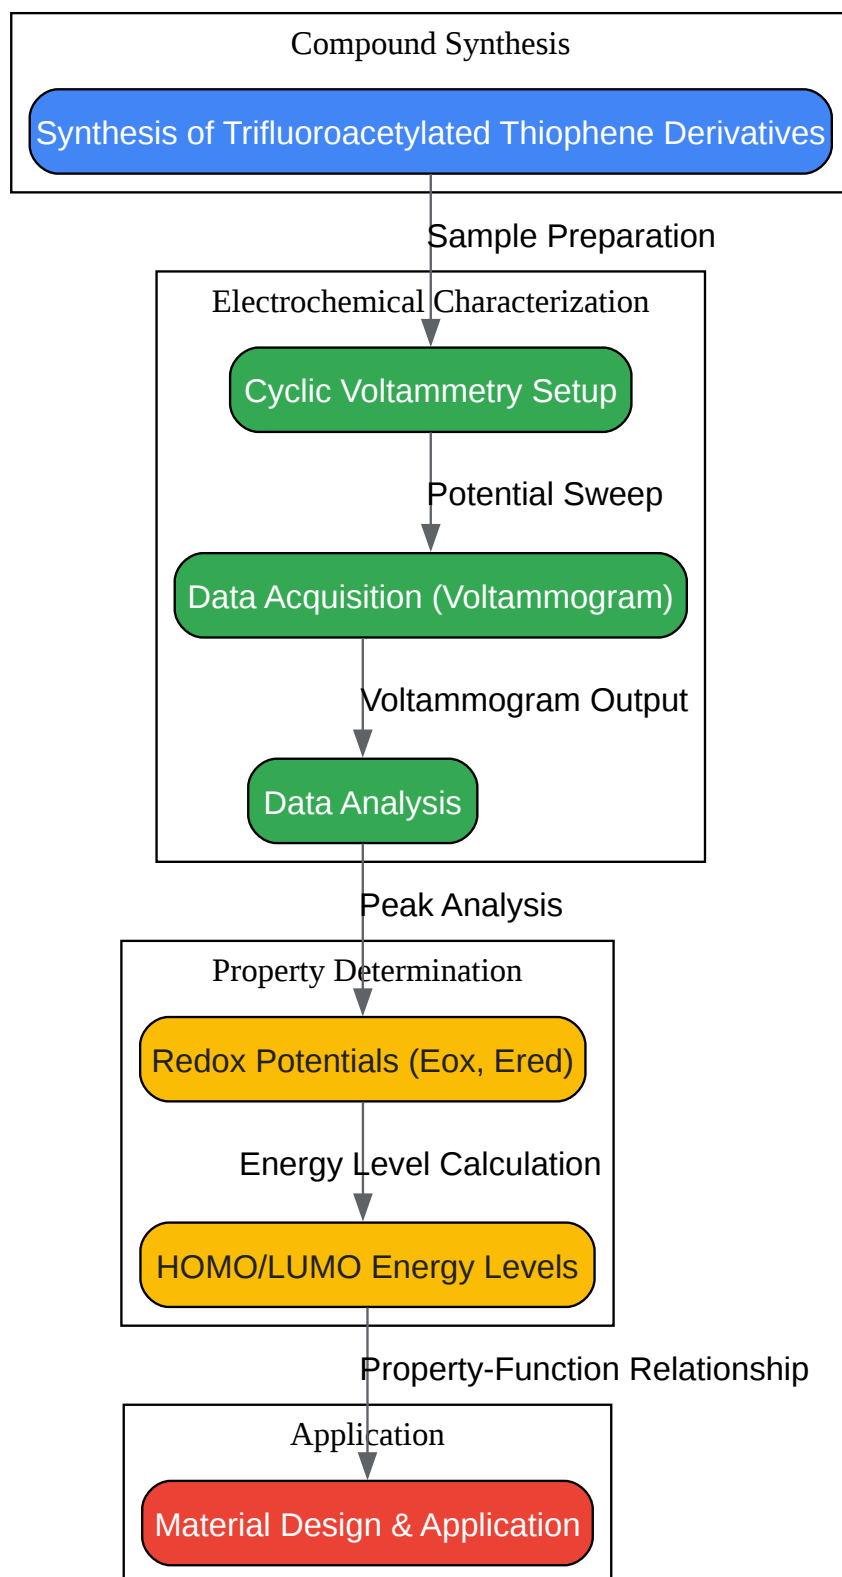 Compound Synthesis
Synthesis of Trifluoroacetylated Thiophene Derivatives
Sample Preparation
Electrochemical Characterization
Cyclic Voltammetry Setup
Potential Sweep
Data Acquisition (Voltammogram)
Voltammogram Output
Data Analysis
Peak Analysis
Property Determination
Redox Potentials (Eox, Ered)
Energy Level Calculation
HOMO/LUMO Energy Levels
Property-Function Relationship
Application
Material Design & Application